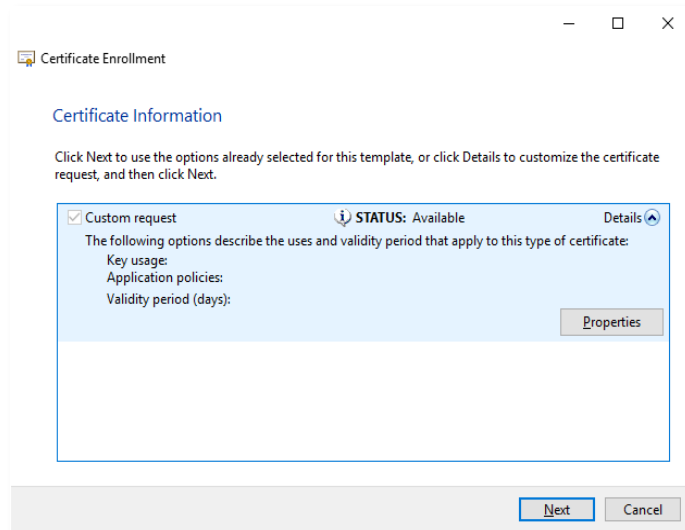 Certificate Enrollment
Certificate Information
Click Next to use the options already selected for this template, or click Details to customize the certificate
request, and then click Next.
Custom request STATUS: Available Details
The following options describe the uses and validity period that apply to this type of certificate:
Key usage:
Application policies:
Validity period (days):
Properties
Next Cancel